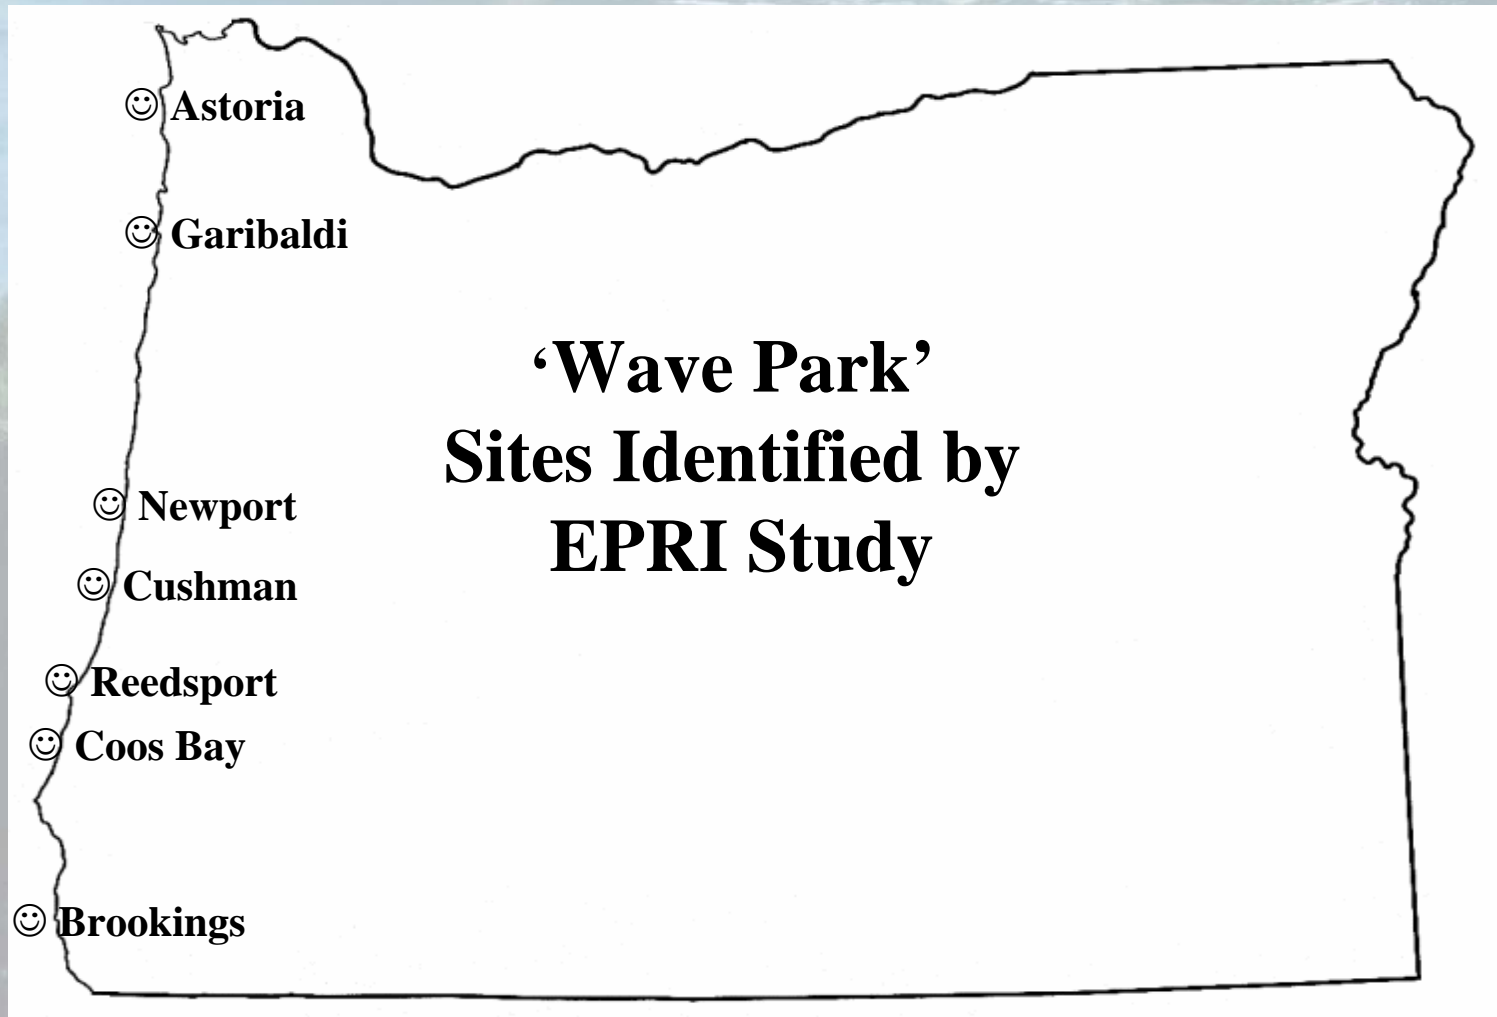 ☺ Astoria
☺ Garibaldi
‘Wave Park’
Sites Identified by
EPRI Study
☺ Newport
☺ Cushman
☺ Reedsport
☺ Coos Bay
☺ Brookings